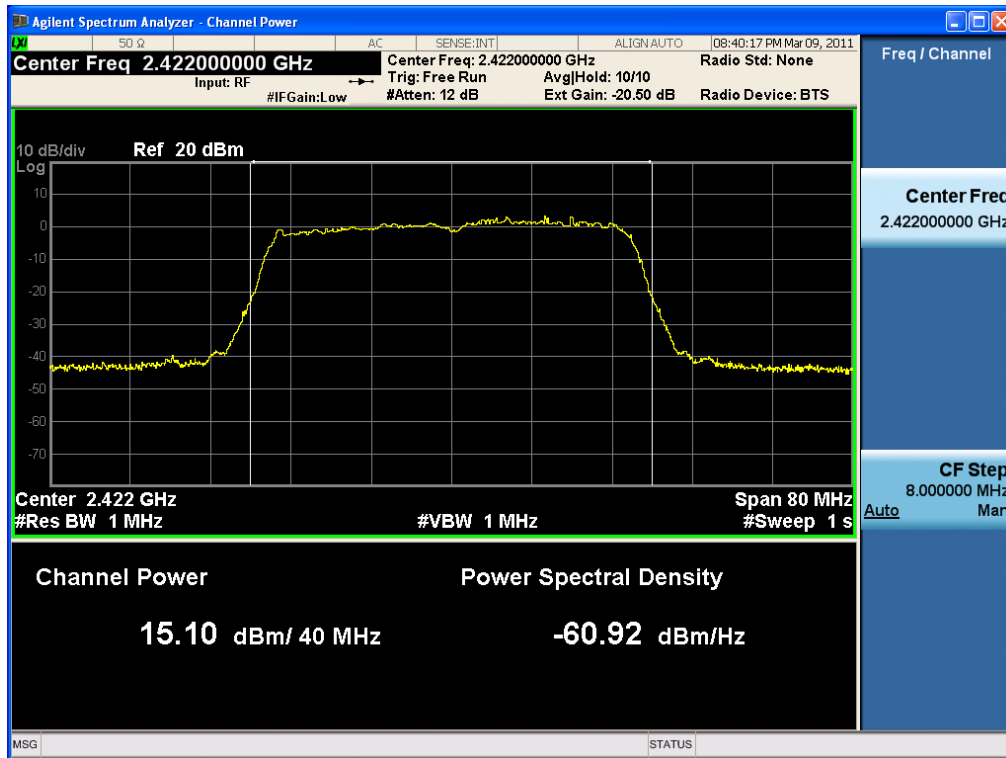 Agilent Spectrum Analyzer - Channel Power
LXI 50 Ω AC SENSE:INT ALIGN AUTO 08:40:17 PM Mar 09, 2011
Center Freq 2.422000000 GHz
Input: RF
#IFGain:Low
Center Freq: 2.422000000 GHz
Trig: Free Run Avg|Hold: 10/10
#Atten: 12 dB Ext Gain: -20.50 dB
Radio Std: None
Radio Device: BTS
10 dB/div Ref 20 dBm
Log
10
0
-10
-20
-30
-40
-50
-60
-70
Center 2.422 GHz Span 80 MHz
#Res BW 1 MHz #VBW 1 MHz #Sweep 1 s
Channel Power Power Spectral Density
15.10 dBm/ 40 MHz -60.92 dBm/Hz
MSG STATUS
Freq / Channel
Center Freq
2.422000000 GHz
CF Step
8.000000 MHz
Auto Man